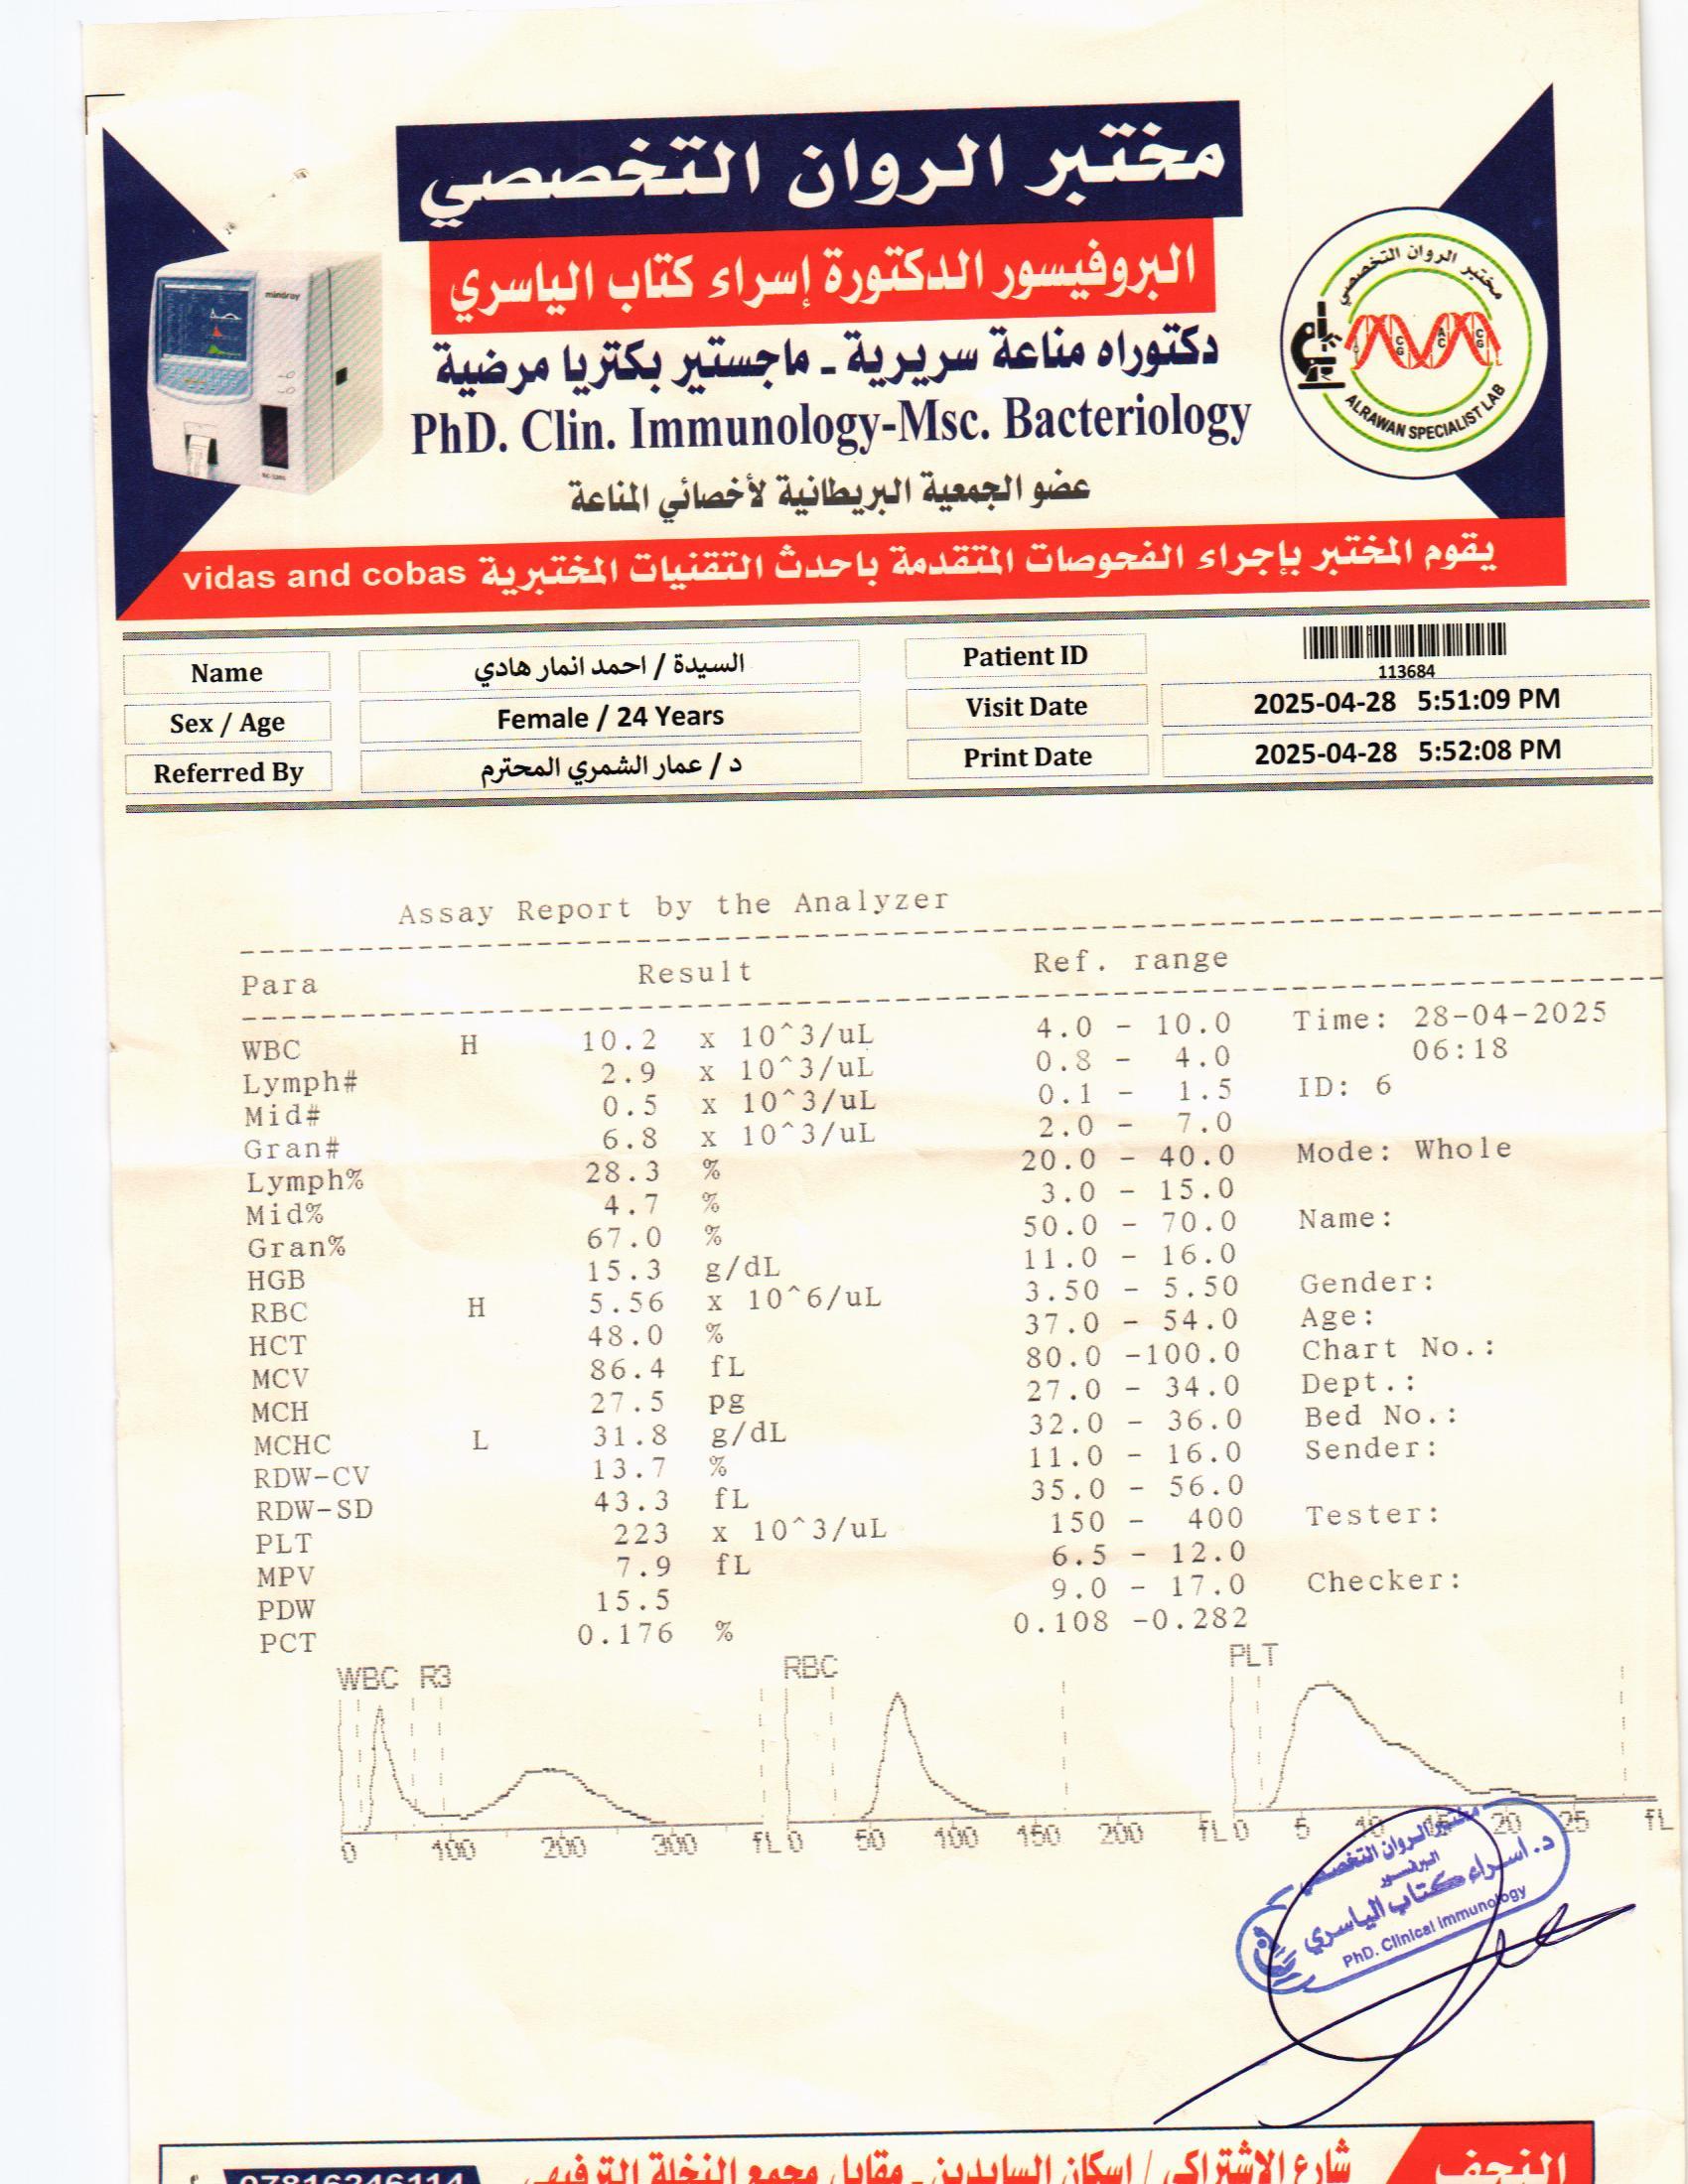 مختبر الروان التخصصي
البروفيسور الدكتورة إسراء كتاب الياسري
دكتوراه مناعة سريرية ـ ماجستير بكتريا مرضية
PhD. Clin. Immunology-Msc. Bacteriology
عضو الجمعية البريطانية لأخصائي المناعة
يقوم المختبر بإجراء الفحوصات المتقدمة باحدث التقنيات المختبرية vidas and cobas
mindray
مختبر الروان التخصصي
ALRAWAN SPECIALIST LAB
Name السيدة / احمد انمار هادي Patient ID 113684
Sex / Age Female / 24 Years Visit Date 2025-04-28 5:51:09 PM
Referred By د / عمار الشمري المحترم Print Date 2025-04-28 5:52:08 PM
Assay Report by the Analyzer
Para Result Ref. range
WBC H 10.2 x 10^3/uL 4.0 - 10.0 Time: 28-04-2025
Lymph# 2.9 x 10^3/uL 0.8 - 4.0 06:18
Mid# 0.5 x 10^3/uL 0.1 - 1.5 ID: 6
Gran# 6.8 x 10^3/uL 2.0 - 7.0
Lymph% 28.3 % 20.0 - 40.0 Mode: Whole
Mid% 4.7 % 3.0 - 15.0
Gran% 67.0 % 50.0 - 70.0 Name:
HGB 15.3 g/dL 11.0 - 16.0
RBC H 5.56 x 10^6/uL 3.50 - 5.50 Gender:
HCT 48.0 % 37.0 - 54.0 Age:
MCV 86.4 fL 80.0 -100.0 Chart No.:
MCH 27.5 pg 27.0 - 34.0 Dept.:
MCHC L 31.8 g/dL 32.0 - 36.0 Bed No.:
RDW-CV 13.7 % 11.0 - 16.0 Sender:
RDW-SD 43.3 fL 35.0 - 56.0
PLT 223 x 10^3/uL 150 - 400 Tester:
MPV 7.9 fL 6.5 - 12.0
PDW 15.5 9.0 - 17.0 Checker:
PCT 0.176 % 0.108 -0.282
WBC R3 RBC PLT
0 100 200 300 fL 0 50 100 150 200 fL 0 5 10 15 20 25 fL
مختبر الروان التخصصي
البرفسور
د. اسراء كتاب الياسري
PhD. Clinical Immunology
النجف
شارع الاشتراكي / اسكان السايدين ـ مقابل مجمع النخلة الترفيهي
07816246114